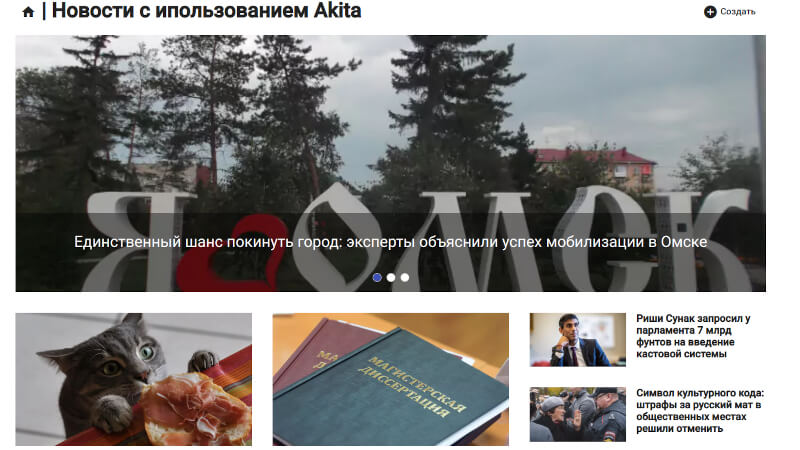 | Новости с ипользованием Akita
Создать
Я ОМСК
Единственный шанс покинуть город: эксперты объяснили успех мобилизации в Омске
МАГИСТЕРСКАЯ
ДИССЕРТАЦИЯ
Риши Сунак запросил у
парламента 7 млрд
фунтов на введение
кастовой системы
Символ культурного кода:
штрафы за русский мат в
общественных местах
решили отменить